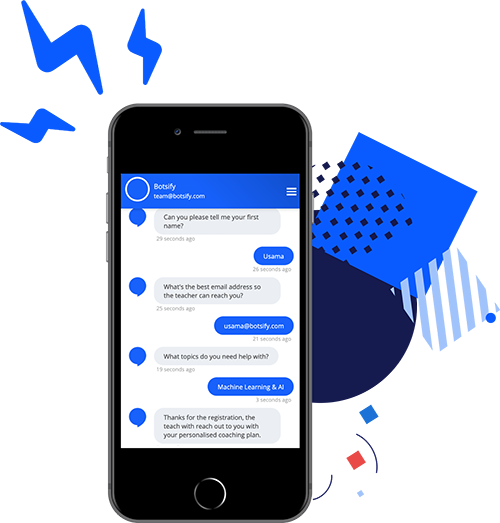 Botsify
team@botsify.com
Can you please tell me your first
name?
29 seconds ago
Usama
26 seconds ago
What's the best email address so
the teacher can reach you?
25 seconds ago
usama@botsify.com
21 seconds ago
What topics do you need help with?
19 seconds ago
Machine Learning & AI
3 seconds ago
Thanks for the registration, the
teach with reach out to you with
your personalised coaching plan.